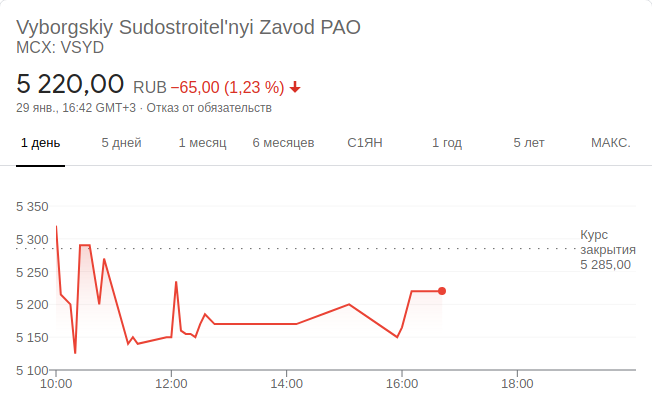 Vyborgskiy Sudostroitel'nyi Zavod PAO
MCX: VSYD
5 220,00 RUB −65,00 (1,23 %)
29 янв., 16:42 GMT+3 · Отказ от обязательств
1 день 5 дней 1 месяц 6 месяцев С1ЯН 1 год 5 лет МАКС.
5 350
5 300
5 250
5 200
5 150
5 100
Курс
закрытия
5 285,00
10:00 12:00 14:00 16:00 18:00